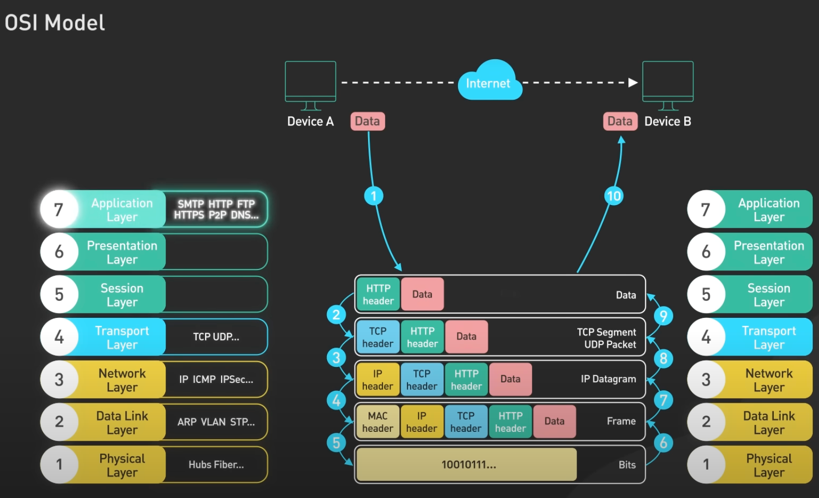 OSI Model
Internet
Device A
Data
Data
Device B
1
10
7
Application
Layer
SMTP HTTP FTP
HTTPS P2P DNS...
6
Presentation
Layer
5
Session
Layer
4
Transport
Layer
TCP UDP...
3
Network
Layer
IP ICMP IPSec...
2
Data Link
Layer
ARP VLAN STP...
1
Physical
Layer
Hubs Fiber...
HTTP
header
Data
Data
2
9
TCP
header
HTTP
header
Data
TCP Segment
UDP Packet
3
8
IP
header
TCP
header
HTTP
header
Data
IP Datagram
4
7
MAC
header
IP
header
TCP
header
HTTP
header
Data
Frame
5
6
10010111...
Bits
7
Application
Layer
6
Presentation
Layer
5
Session
Layer
4
Transport
Layer
3
Network
Layer
2
Data Link
Layer
1
Physical
Layer